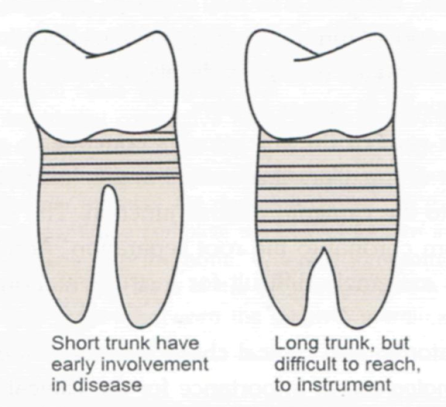 Short trunk have
early involvement
in disease
Long trunk, but
difficult to reach,
to instrument